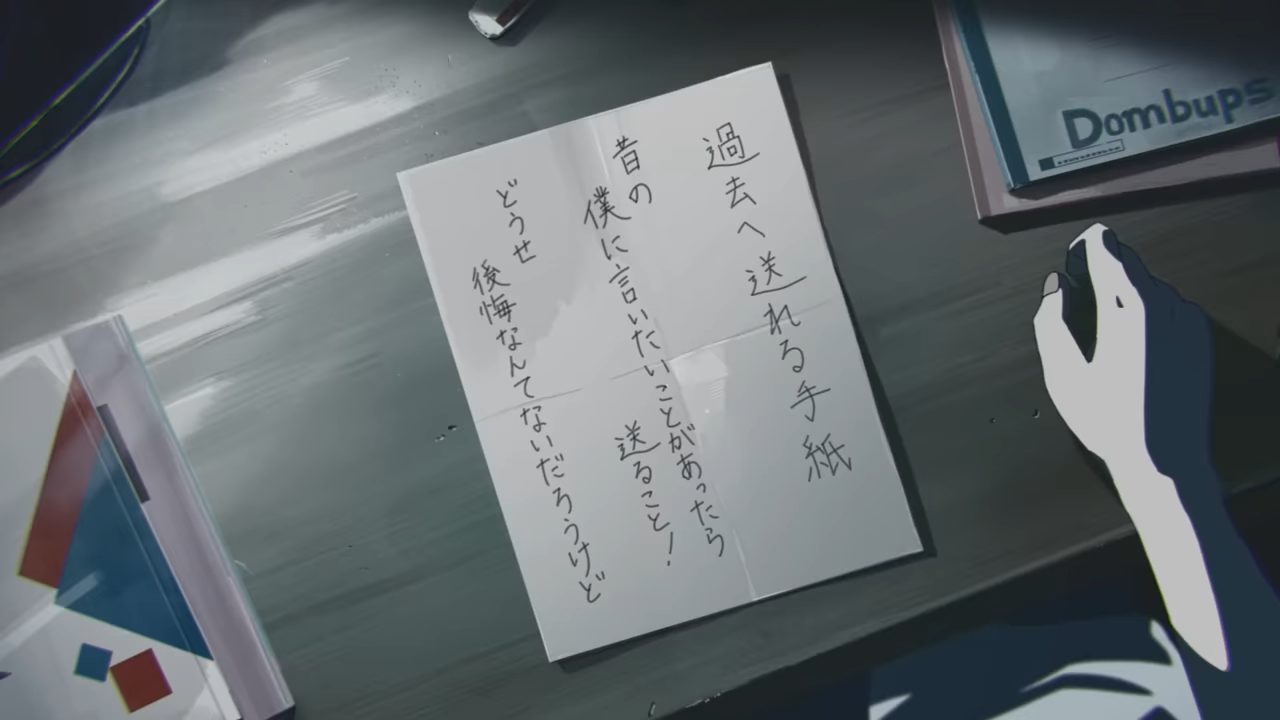 過去へ送れる手紙
昔の
僕に言いたいことがあったら
送ること!
どうせ
後悔なんてないだろうけど
Dombups